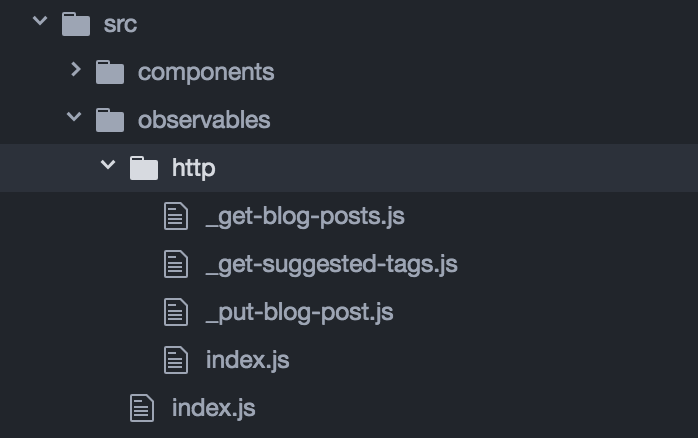 src
components
observables
http
_get-blog-posts.js
_get-suggested-tags.js
_put-blog-post.js
index.js
index.js